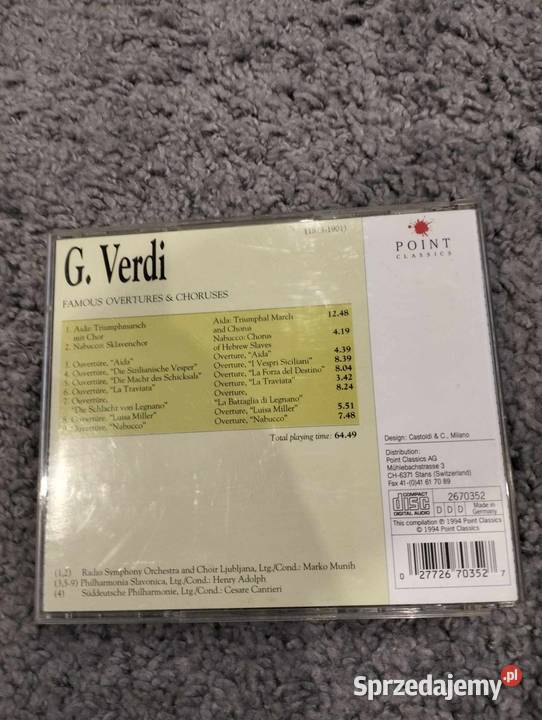 (1813-1901)
G. Verdi
FAMOUS OVERTURES & CHORUSES
1. Aida: Triumphmarsch Aida: Triumphal March 12.48
mit Chor and Chorus
2. Nabucco: Sklavenchor Nabucco: Chorus 4.19
of Hebrew Slaves
3. Ouvertüre, "Aida" Overture, "Aida" 4.39
4. Ouvertüre, "Die Sizilianische Vesper" Overture, "I Vespri Siciliani" 8.39
5. Ouvertüre, "Die Macht des Schicksals" Overture, "La Forza del Destino" 8.04
6. Ouvertüre, "La Traviata" Overture, "La Traviata" 3.42
7. Ouvertüre, Overture, 8.24
"Die Schlacht von Legnano" "La Battaglia di Legnano"
8. Ouvertüre, "Luisa Miller" Overture, "Luisa Miller" 5.51
9. Ouvertüre, "Nabucco" Overture, "Nabucco" 7.48
Total playing time: 64.49
(1,2) Radio Symphony Orchestra and Choir Ljubljana, Ltg./Cond.: Marko Munih
(3,5-9) Philharmonia Slavonica, Ltg./Cond.: Henry Adolph
(4) Süddeutsche Philharmonie, Ltg./Cond.: Cesare Cantieri
POINT
CLASSICS
Design: Castoldi & C., Milano
Distribution:
Point Classics AG
Mühlebachstrasse 3
CH-6371 Stans (Switzerland)
Fax 41-(0)41 61 70 89
COMPACT
disc
DIGITAL AUDIO
2670352
D D D
Made in
Germany
This compilation ℗ 1994 Point Classics
© 1994 Point Classics
0 27726 70352 7
Sprzedajemy.pl